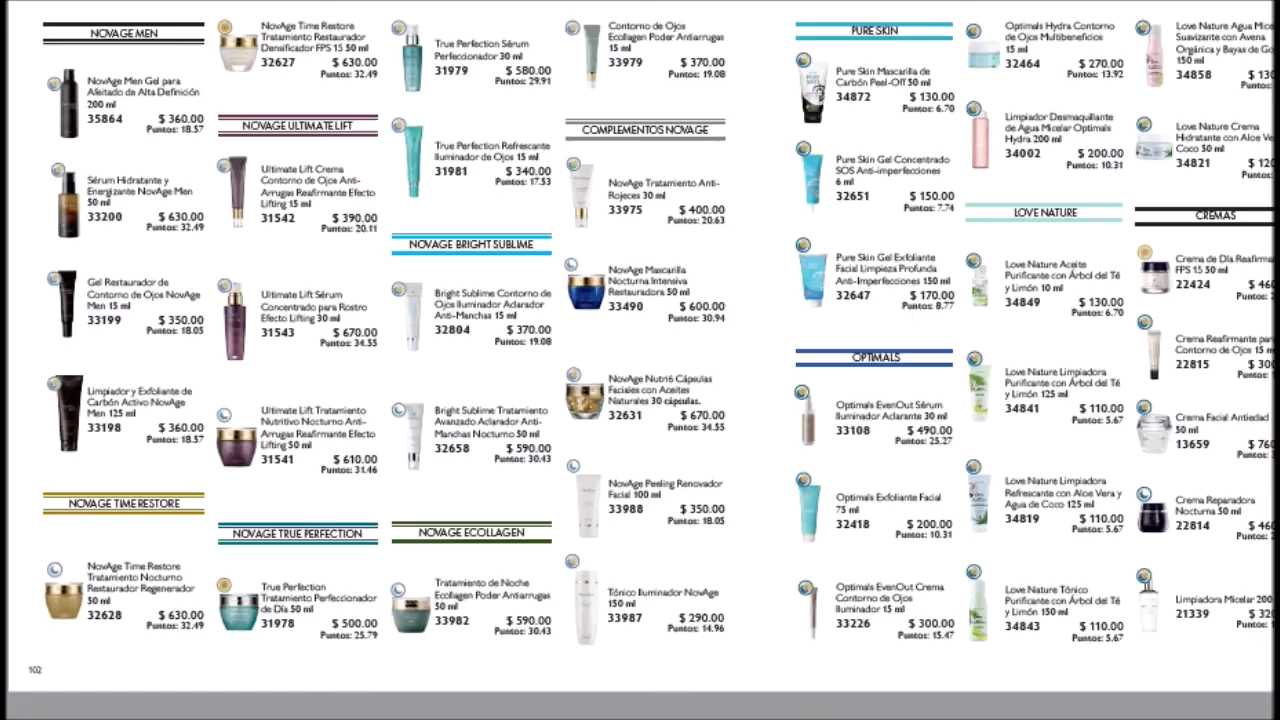 NOVAGE MEN
NovAge Men Gel para
Afeitado de Alta Definición
200 ml
35864 $ 360.00
Puntos: 18.57
Sérum Hidratante y
Energizante NovAge Men
50 ml
33200 $ 630.00
Puntos: 32.49
Gel Restaurador de
Contorno de Ojos NovAge
Men 15 ml
33199 $ 350.00
Puntos: 18.05
Limpiador y Exfoliante de
Carbón Activo NovAge
Men 125 ml
33198 $ 360.00
Puntos: 18.57
NOVAGE TIME RESTORE
NovAge Time Restore
Tratamiento Nocturno
Restaurador Regenerador
50 ml
32628 $ 630.00
Puntos: 32.49
102
NovAge Time Restore
Tratamiento Restaurador
Densificador FPS 15 50 ml
32627 $ 630.00
Puntos: 32.49
NOVAGE ULTIMATE LIFT
Ultimate Lift Crema
Contorno de Ojos Anti-
Arrugas Reafirmante Efecto
Lifting 15 ml
31542 $ 390.00
Puntos: 20.11
Ultimate Lift Sérum
Concentrado para Rostro
Efecto Lifting 30 ml
31543 $ 670.00
Puntos: 34.55
Ultimate Lift Tratamiento
Nutritivo Nocturno Anti-
Arrugas Reafirmante Efecto
Lifting 50 ml
31541 $ 610.00
Puntos: 31.46
NOVAGE TRUE PERFECTION
True Perfection
Tratamiento Perfeccionador
de Día 50 ml
31978 $ 500.00
Puntos: 25.79
True Perfection Sérum
Perfeccionador 30 ml
31979 $ 580.00
Puntos: 29.91
True Perfection Refrescante
Iluminador de Ojos 15 ml
31981 $ 340.00
Puntos: 17.53
NOVAGE BRIGHT SUBLIME
Bright Sublime Contorno de
Ojos Iluminador Aclarador
Anti-Manchas 15 ml
32804 $ 370.00
Puntos: 19.08
Bright Sublime Tratamiento
Avanzado Aclarador Anti-
Manchas Nocturno 50 ml
32658 $ 590.00
Puntos: 30.43
NOVAGE ECOLLAGEN
Tratamiento de Noche
Ecollagen Poder Antiarrugas
50 ml
33982 $ 590.00
Puntos: 30.43
Contorno de Ojos
Ecollagen Poder Antiarrugas
15 ml
33979 $ 370.00
Puntos: 19.08
COMPLEMENTOS NOVAGE
NovAge Tratamiento Anti-
Rojeces 30 ml
33975 $ 400.00
Puntos: 20.63
NovAge Mascarilla
Nocturna Intensiva
Restauradora 50 ml
33490 $ 600.00
Puntos: 30.94
NovAge Nutri6 Cápsulas
Faciales con Aceites
Naturales 30 cápsulas.
32631 $ 670.00
Puntos: 34.55
NovAge Peeling Renovador
Facial 100 ml
33988 $ 350.00
Puntos: 18.05
Tónico Iluminador NovAge
150 ml
33987 $ 290.00
Puntos: 14.96
PURE SKIN
Pure Skin Mascarilla de
Carbón Peel-Off 50 ml
34872 $ 130.00
Puntos: 6.70
Pure Skin Gel Concentrado
SOS Anti-imperfecciones
6 ml
32651 $ 150.00
Puntos: 7.74
Pure Skin Gel Exfoliante
Facial Limpieza Profunda
Anti-Imperfecciones 150 ml
32647 $ 170.00
Puntos: 8.77
OPTIMALS
Optimals EvenOut Sérum
Iluminador Aclarante 30 ml
33108 $ 490.00
Puntos: 25.27
Optimals Exfoliante Facial
75 ml
32418 $ 200.00
Puntos: 10.31
Optimals EvenOut Crema
Contorno de Ojos
Iluminador 15 ml
33226 $ 300.00
Puntos: 15.47
Optimals Hydra Contorno
de Ojos Multibeneficios
15 ml
32464 $ 270.00
Puntos: 13.92
Limpiador Desmaquillante
de Agua Micelar Optimals
Hydra 200 ml
34002 $ 200.00
Puntos: 10.31
LOVE NATURE
Love Nature Aceite
Purificante con Árbol del Té
y Limón 10 ml
34849 $ 130.00
Puntos: 6.70
Love Nature Limpiadora
Purificante con Árbol del Té
y Limón 125 ml
34841 $ 110.00
Puntos: 5.67
Love Nature Limpiadora
Refrescante con Aloe Vera y
Agua de Coco 125 ml
34819 $ 110.00
Puntos: 5.67
Love Nature Tónico
Purificante con Árbol del Té
y Limón 150 ml
34843 $ 110.00
Puntos: 5.67
Love Nature Agua Mice
Suavizante con Avena
Orgánica y Bayas de Go
150 ml
34858 $ 130
Puntos:
Love Nature Crema
Hidratante con Aloe Ve
Coco 50 ml
34821 $ 120
Puntos:
CREMAS
Crema de Día Reafirma
FPS 15 50 ml
22424 $ 460
Puntos:
Crema Reafirmante par
Contorno de Ojos 15 m
22815 $ 300
Puntos:
Crema Facial Antiedad
50 ml
13659 $ 760
Puntos:
Crema Reparadora
Nocturna 50 ml
22814 $ 460
Puntos:
Limpiadora Micelar 200
21339 $ 320
Puntos: